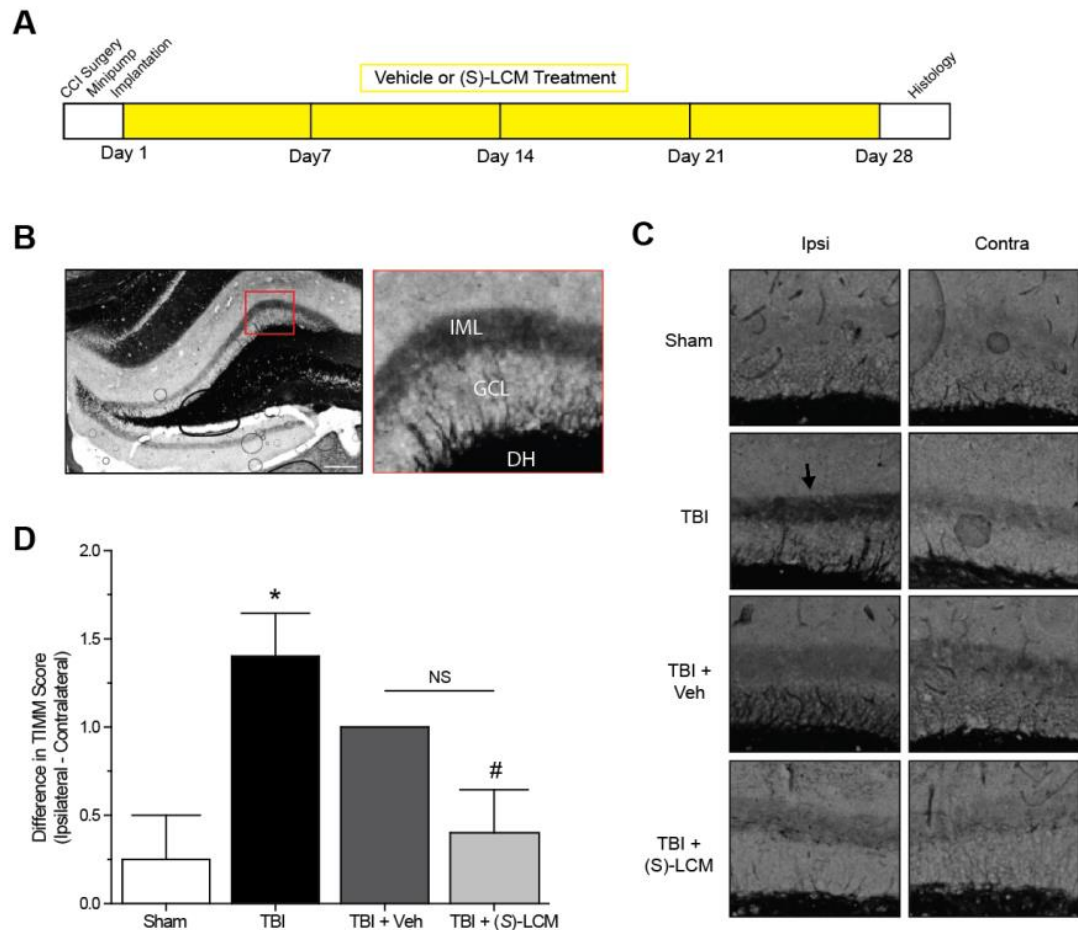 A
CCI Surgery
Minipump
Implantation
Vehicle or (S)-LCM Treatment
Histology
Day 1
Day7
Day 14
Day 21
Day 28
B
IML
GCL
DH
C
Ipsi
Contra
Sham
TBI
TBI +
Veh
TBI +
(S)-LCM
D
Difference in TIMM Score
(Ipsilateral - Contralateral)
2.0
1.5
1.0
0.5
0.0
*
NS
#
Sham
TBI
TBI + Veh
TBI + (S)-LCM